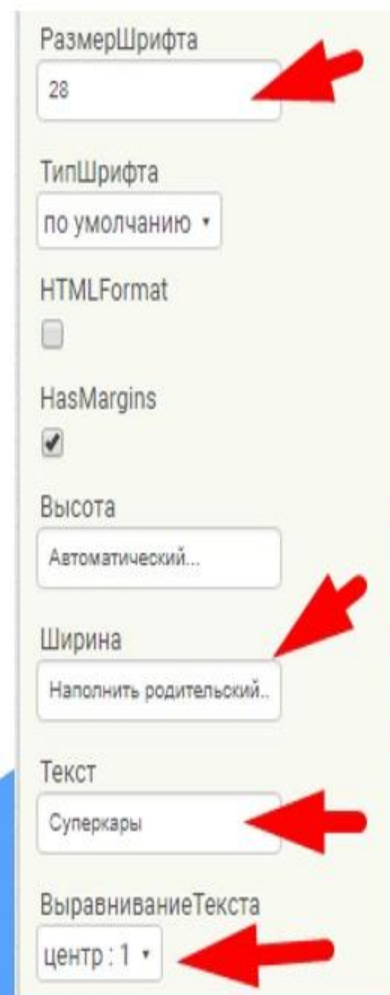 РазмерШрифта
28
ТипШрифта
по умолчанию
HTMLFormat
HasMargins
Высота
Автоматический...
Ширина
Наполнить родительский..
Текст
Суперкары
ВыравниваниеТекста
центр : 1